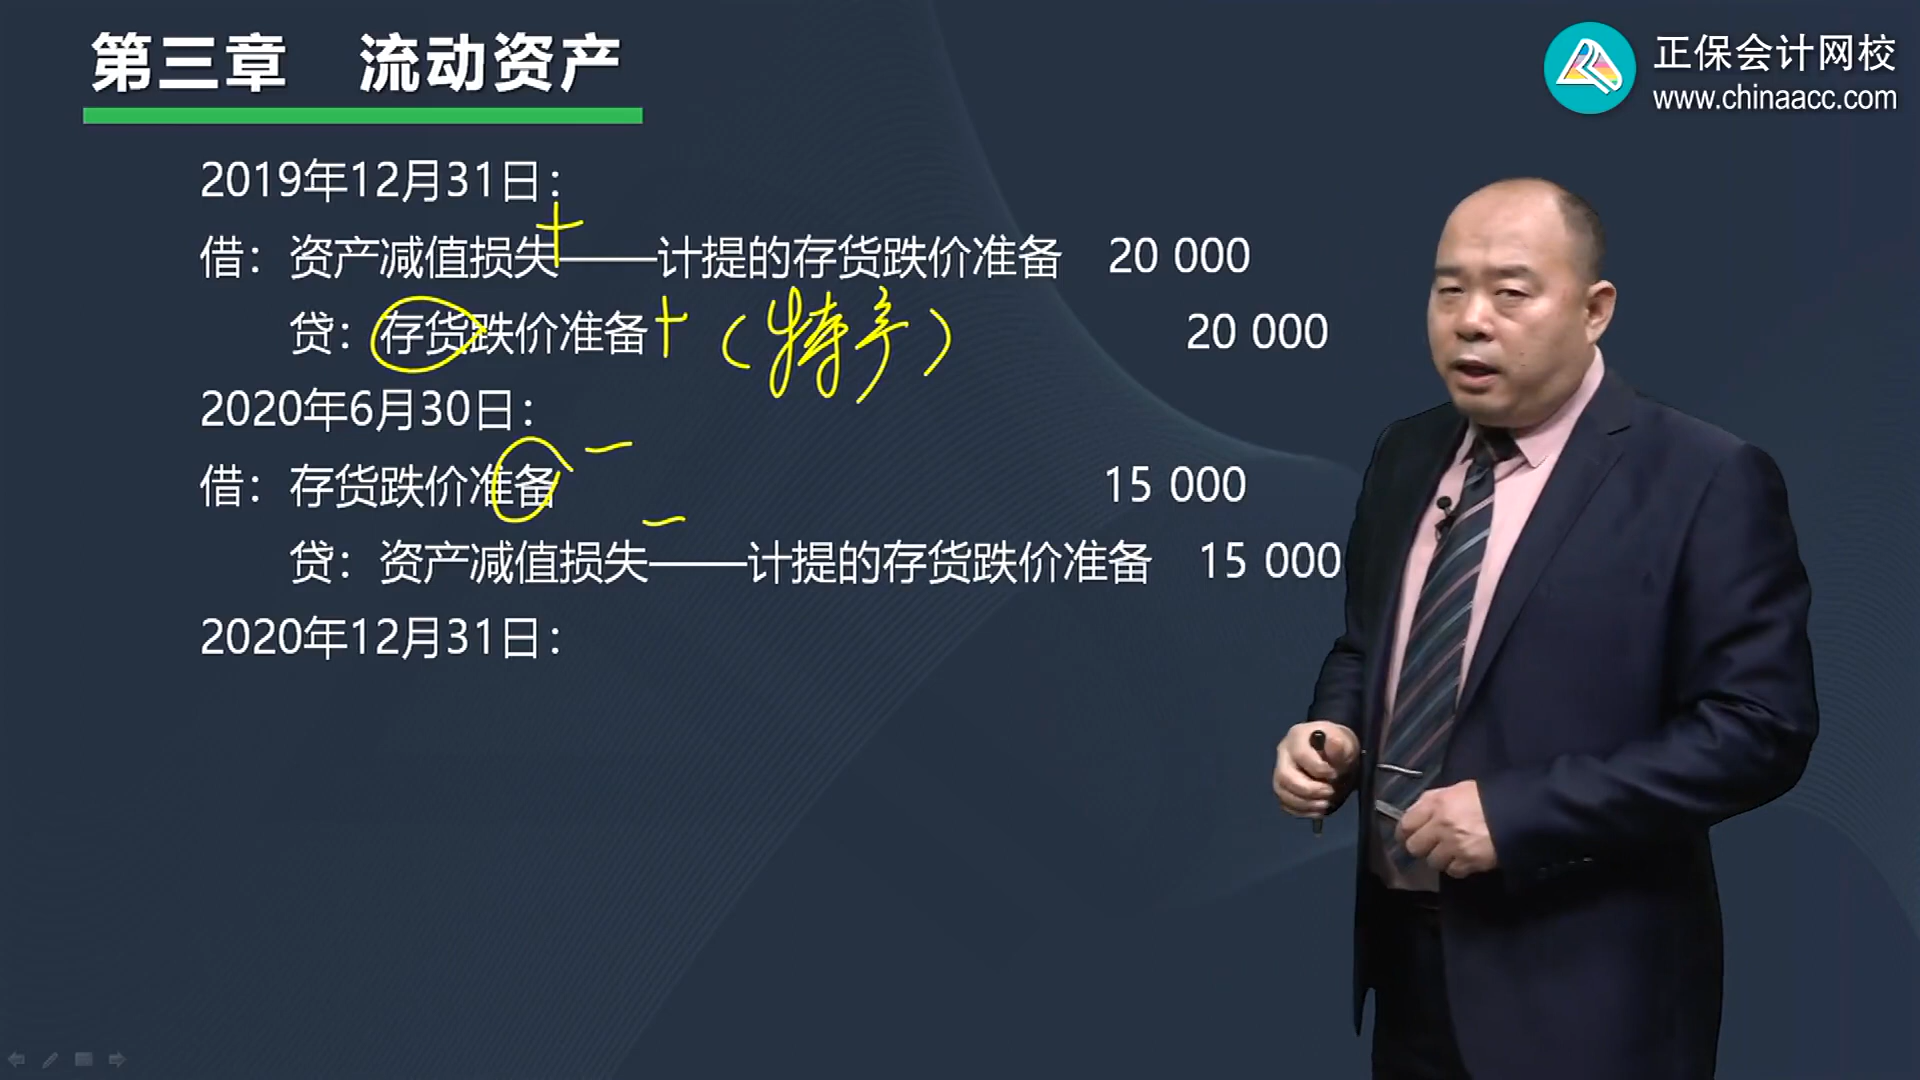 第三章 流动资产
正保会计网校
www.chinaacc.com
2019年12月31日：
借：资产减值损失——计提的存货跌价准备 20 000
贷：存货跌价准备 + 20 000
2020年6月30日：
借：存货跌价准备 15 000
贷：资产减值损失——计提的存货跌价准备 15 000
2020年12月31日：